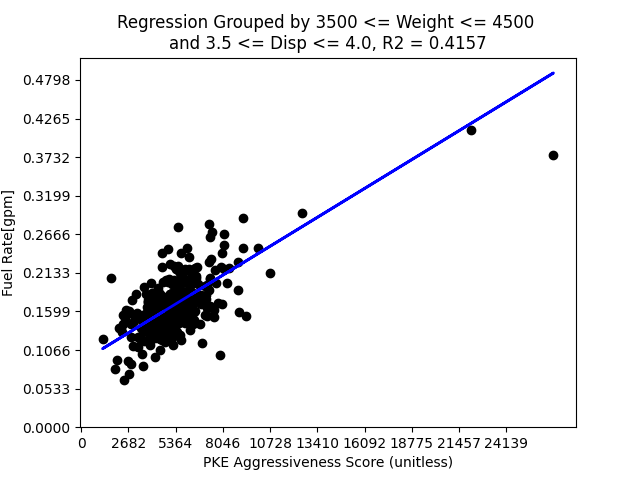 Regression Grouped by 3500 <= Weight <= 4500
and 3.5 <= Disp <= 4.0, R2 = 0.4157
0.4798
0.4265
0.3732
0.3199
0.2666
0.2133
0.1599
0.1066
0.0533
0.0000
Fuel Rate[gpm]
0 2682 5364 8046 10728 13410 16092 18775 21457 24139
PKE Aggressiveness Score (unitless)